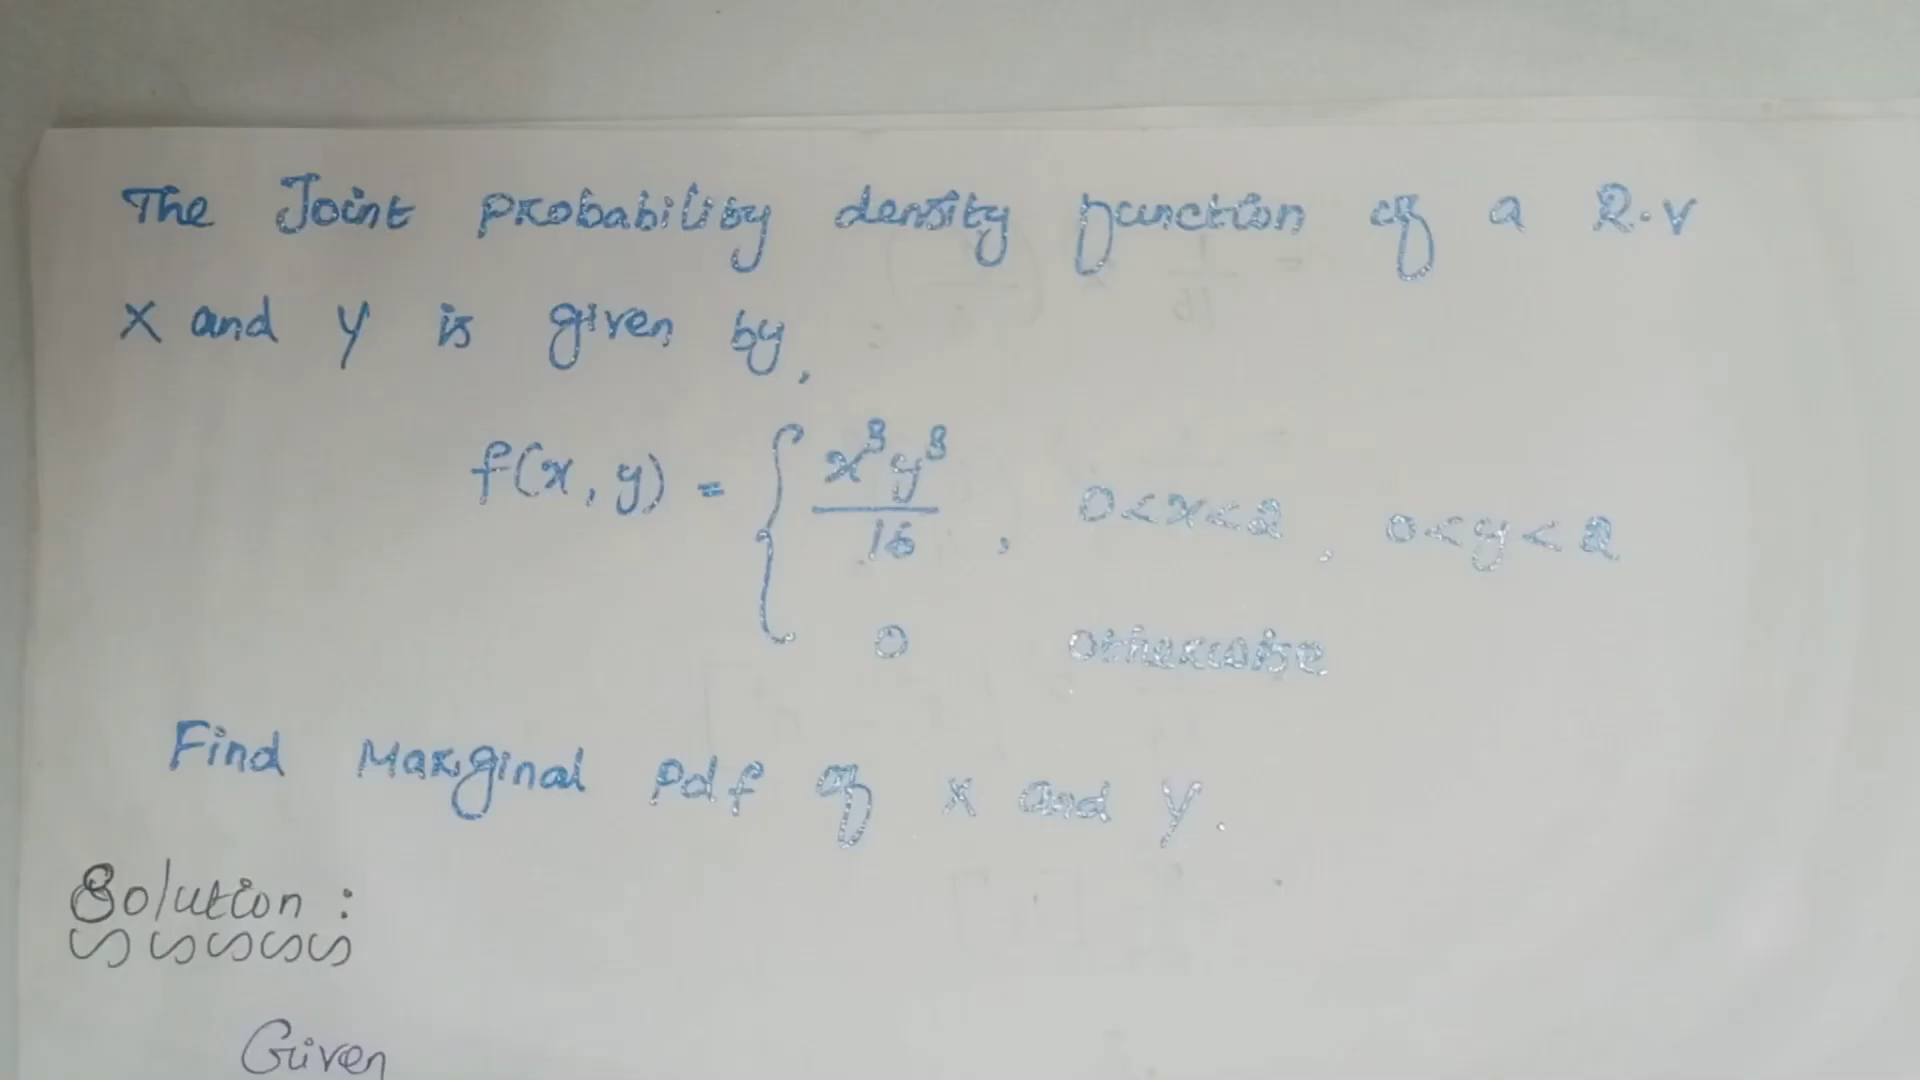 The Joint probability density function of a R.V
X and Y is given by,
f(x, y) = { x³y³/16 , 0<x<2 , 0<y<2
0 otherwise
Find Marginal Pdf of X and Y.
Solution :
Given